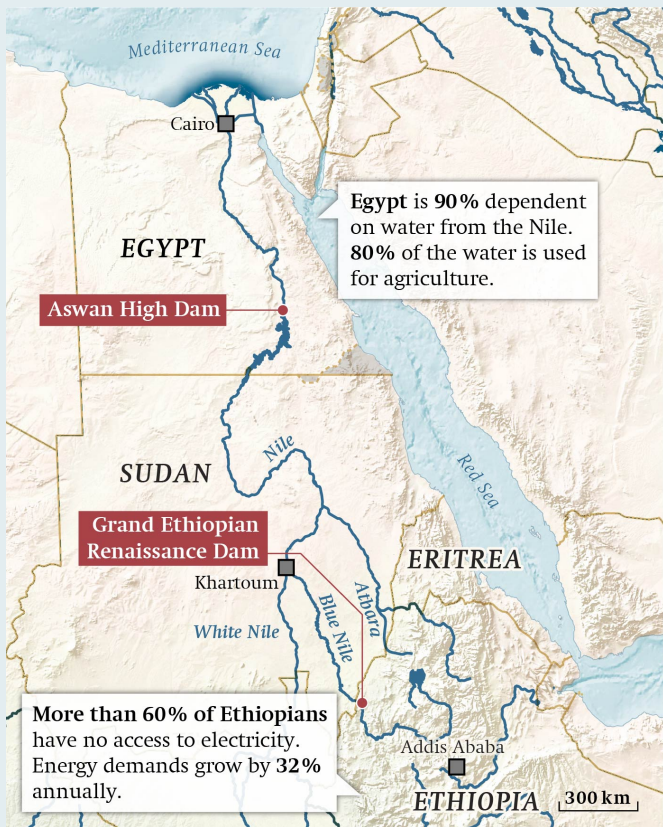 Mediterranean Sea
Cairo
Egypt is 90% dependent
on water from the Nile.
80% of the water is used
for agriculture.
EGYPT
Aswan High Dam
Nile
Red Sea
SUDAN
Grand Ethiopian
Renaissance Dam
ERITREA
Khartoum
Atbara
Blue Nile
White Nile
More than 60% of Ethiopians
have no access to electricity.
Energy demands grow by 32%
annually.
Addis Ababa
ETHIOPIA
300 km